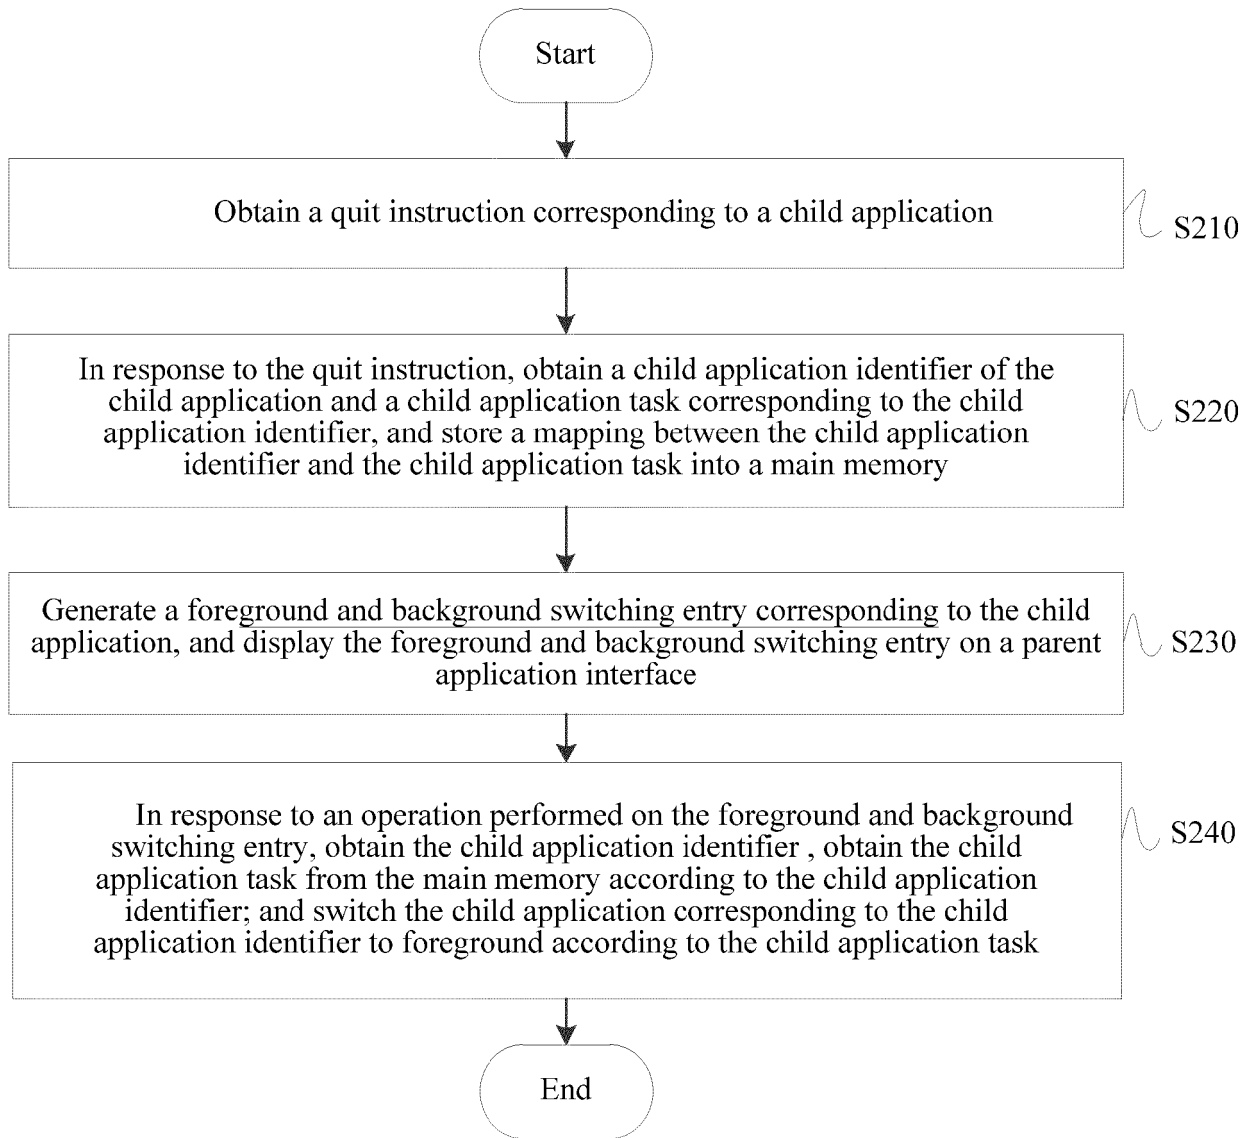 Start
Obtain a quit instruction corresponding to a child application
S210
In response to the quit instruction, obtain a child application identifier of the
child application and a child application task corresponding to the child
application identifier, and store a mapping between the child application
identifier and the child application task into a main memory
S220
Generate a foreground and background switching entry corresponding to the child
application, and display the foreground and background switching entry on a parent
application interface
S230
In response to an operation performed on the foreground and background
switching entry, obtain the child application identifier , obtain the child
application task from the main memory according to the child application
identifier; and switch the child application corresponding to the child
application identifier to foreground according to the child application task
S240
End